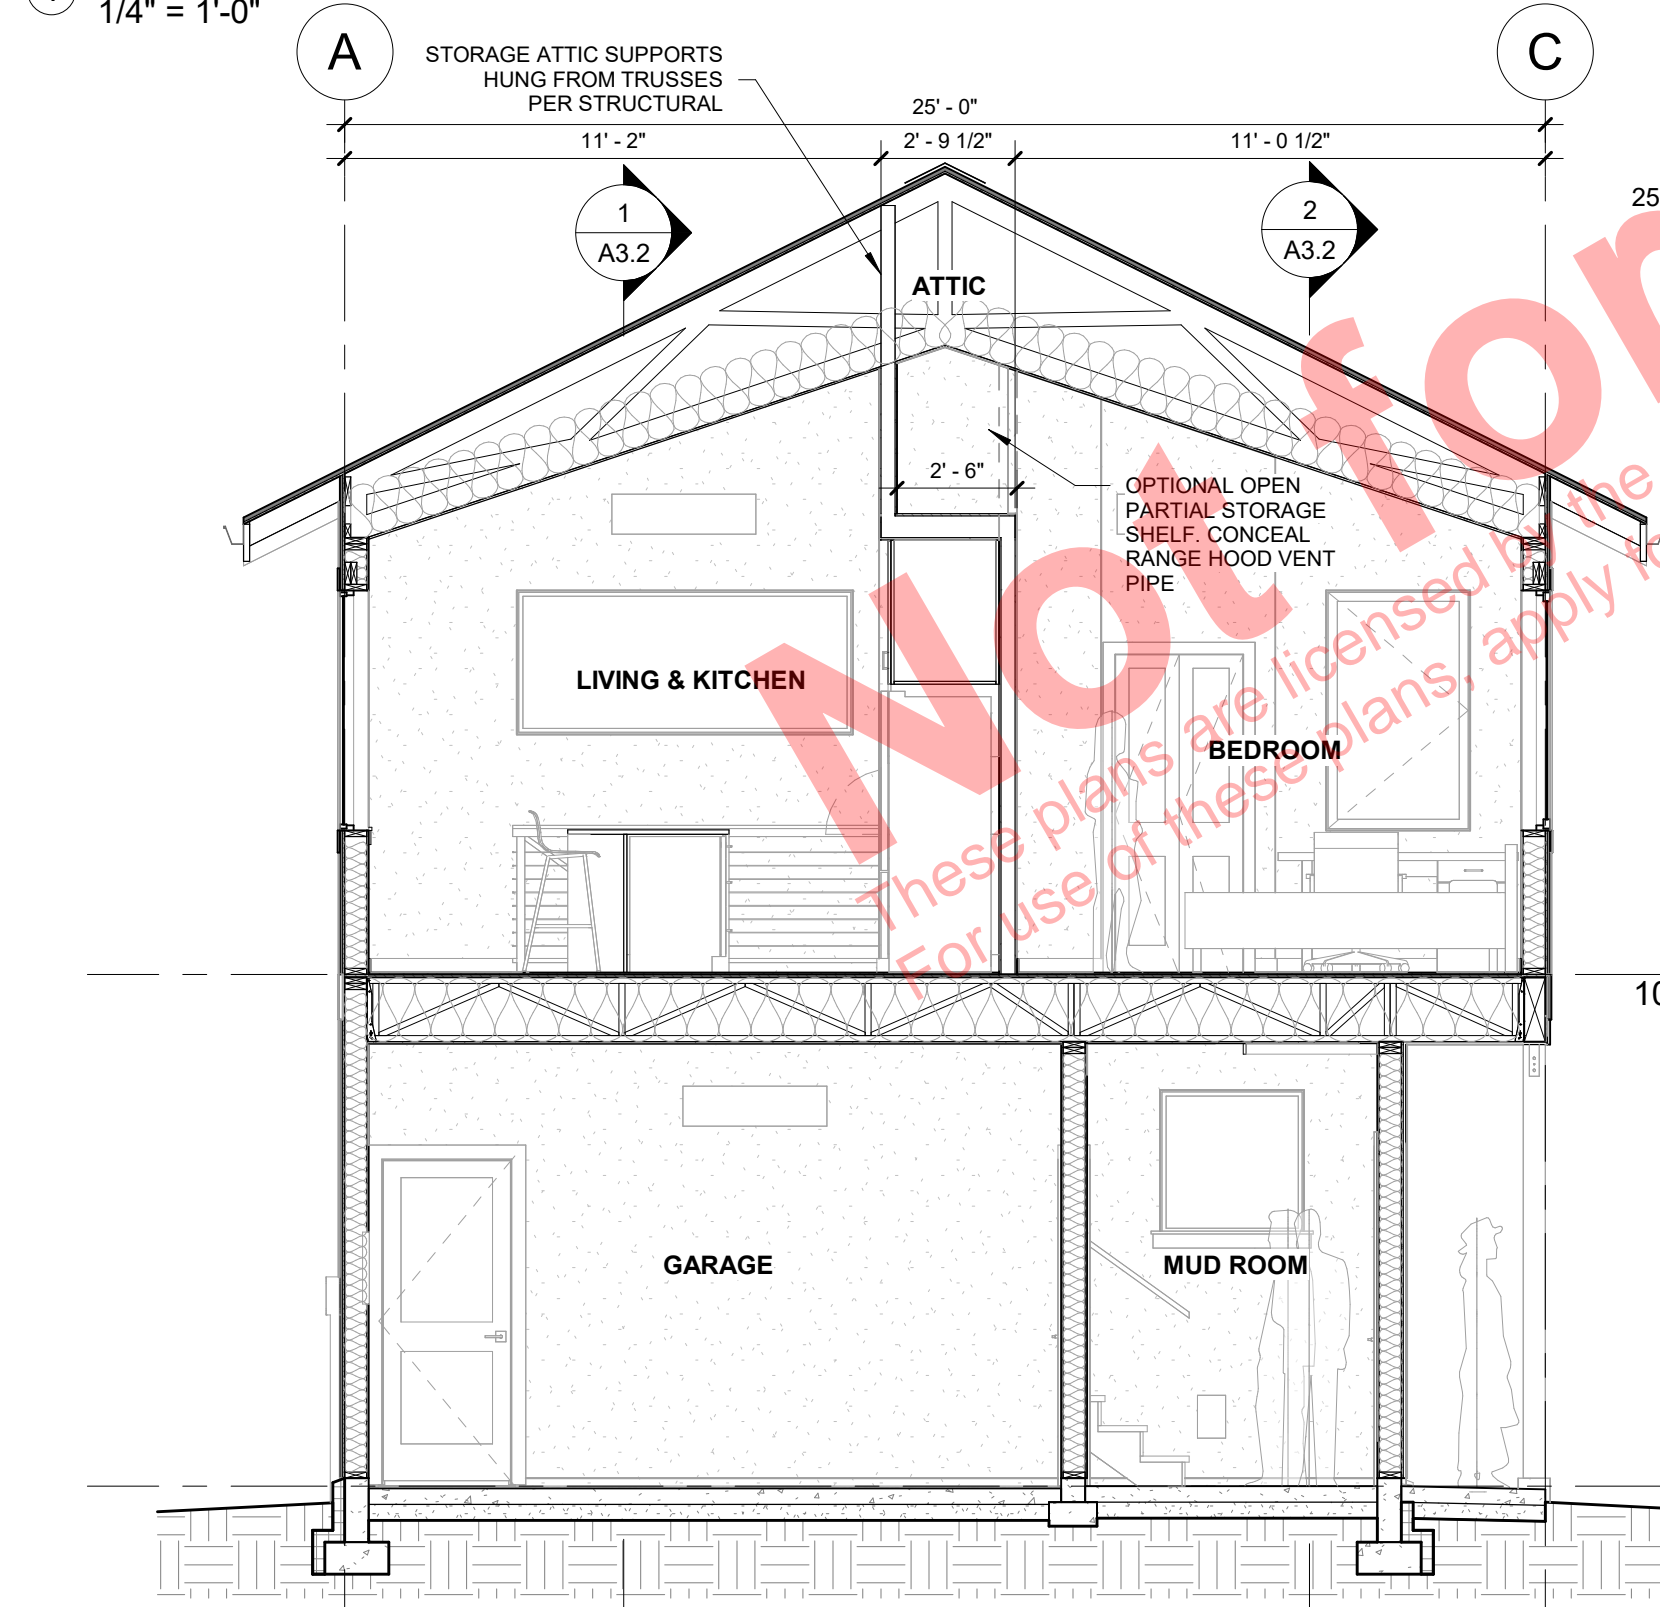 1/4" = 1'-0"
A
C
STORAGE ATTIC SUPPORTS
HUNG FROM TRUSSES
PER STRUCTURAL
25' - 0"
11' - 2"
2' - 9 1/2"
11' - 0 1/2"
1
A3.2
2
A3.2
25
ATTIC
2' - 6"
OPTIONAL OPEN
PARTIAL STORAGE
SHELF. CONCEAL
RANGE HOOD VENT
PIPE
LIVING & KITCHEN
BEDROOM
10
GARAGE
MUD ROOM
Not for
These plans are licensed by the
For use of these plans, apply